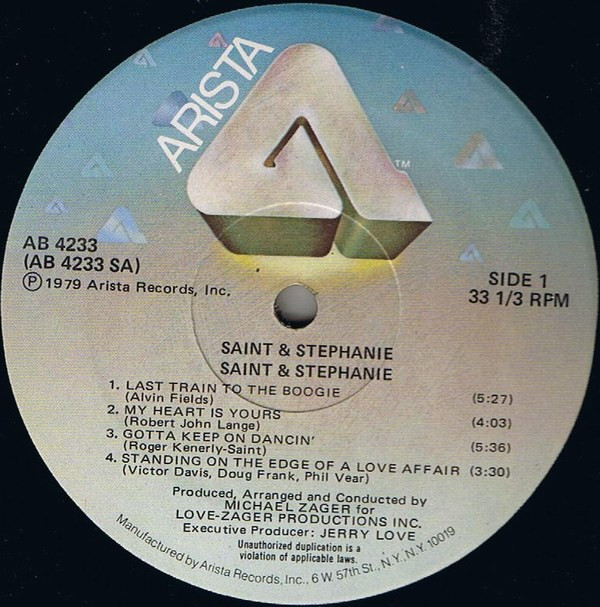 ARISTA
TM
AB 4233
(AB 4233 SA)
Ⓟ 1979 Arista Records, Inc.
SIDE 1
33 1/3 RPM
SAINT & STEPHANIE
SAINT & STEPHANIE
1. LAST TRAIN TO THE BOOGIE (5:27)
(Alvin Fields)
2. MY HEART IS YOURS (4:03)
(Robert John Lange)
3. GOTTA KEEP ON DANCIN' (5:36)
(Roger Kenerly-Saint)
4. STANDING ON THE EDGE OF A LOVE AFFAIR (3:30)
(Victor Davis, Doug Frank, Phil Vear)
Produced, Arranged and Conducted by
MICHAEL ZAGER for
LOVE-ZAGER PRODUCTIONS INC.
Executive Producer: JERRY LOVE
Unauthorized duplication is a
violation of applicable laws.
Manufactured by Arista Records, Inc., 6 W. 57th St., N.Y., N.Y. 10019